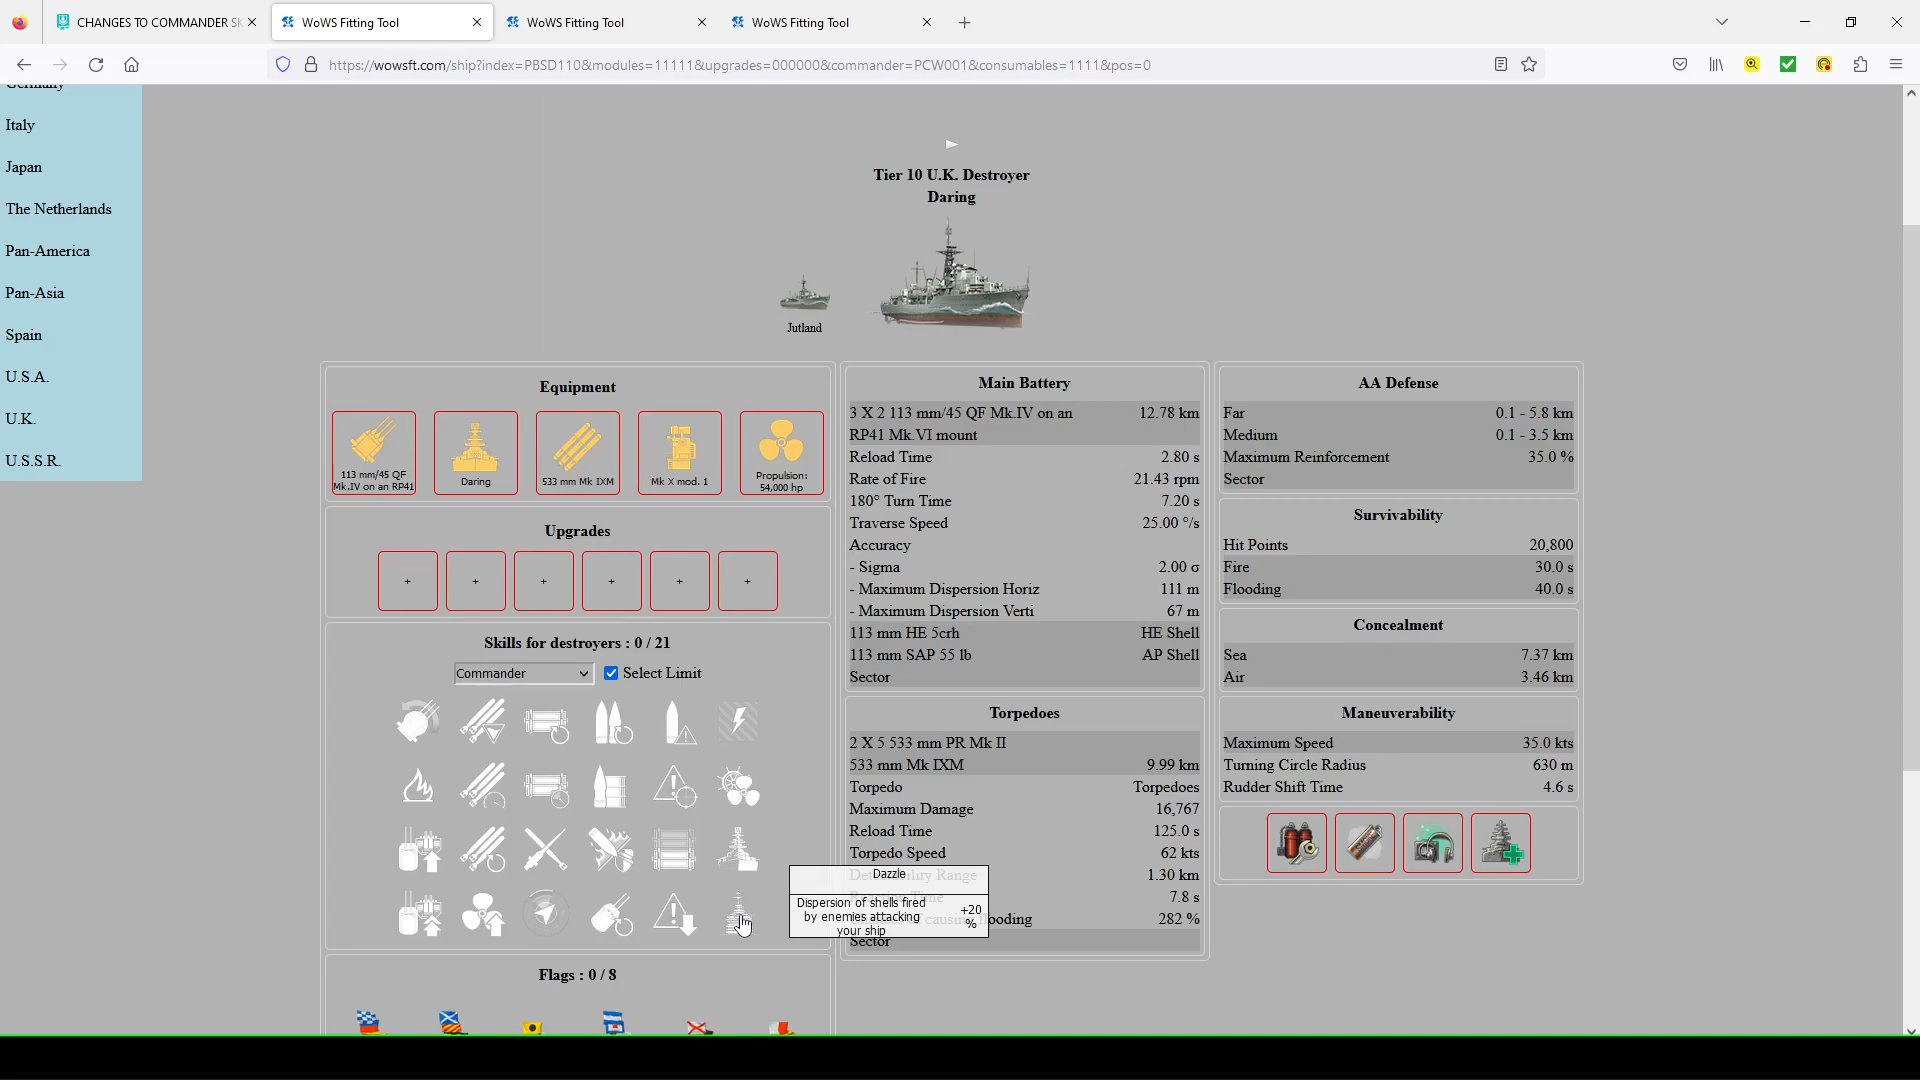 CHANGES TO COMMANDER SK
WoWS Fitting Tool
WoWS Fitting Tool
WoWS Fitting Tool
https://wowsft.com/ship?index=PBSD110&modules=11111&upgrades=000000&commander=PCW001&consumables=1111&pos=0
Germany
Italy
Japan
The Netherlands
Pan-America
Pan-Asia
Spain
U.S.A.
U.K.
U.S.S.R.
Tier 10 U.K. Destroyer
Daring
Jutland
Equipment
113 mm/45 QF
Mk.IV on an RP41
Daring
533 mm Mk IXM
Mk X mod. 1
Propulsion:
54,000 hp
Upgrades
+ + + + + +
Skills for destroyers : 0 / 21
Commander
Select Limit
Flags : 0 / 8
Main Battery
3 X 2 113 mm/45 QF Mk.IV on an 12.78 km
RP41 Mk.VI mount
Reload Time 2.80 s
Rate of Fire 21.43 rpm
180° Turn Time 7.20 s
Traverse Speed 25.00 °/s
Accuracy
- Sigma 2.00 σ
- Maximum Dispersion Horiz 111 m
- Maximum Dispersion Verti 67 m
113 mm HE 5crh HE Shell
113 mm SAP 55 lb AP Shell
Sector
Torpedoes
2 X 5 533 mm PR Mk II
533 mm Mk IXM 9.99 km
Torpedo Torpedoes
Maximum Damage 16,767
Reload Time 125.0 s
Torpedo Speed 62 kts
Detectability Range 1.30 km
7.8 s
causing flooding 282 %
Sector
Dazzle
Dispersion of shells fired
by enemies attacking
your ship
+20
%
AA Defense
Far 0.1 - 5.8 km
Medium 0.1 - 3.5 km
Maximum Reinforcement 35.0 %
Sector
Survivability
Hit Points 20,800
Fire 30.0 s
Flooding 40.0 s
Concealment
Sea 7.37 km
Air 3.46 km
Maneuverability
Maximum Speed 35.0 kts
Turning Circle Radius 630 m
Rudder Shift Time 4.6 s